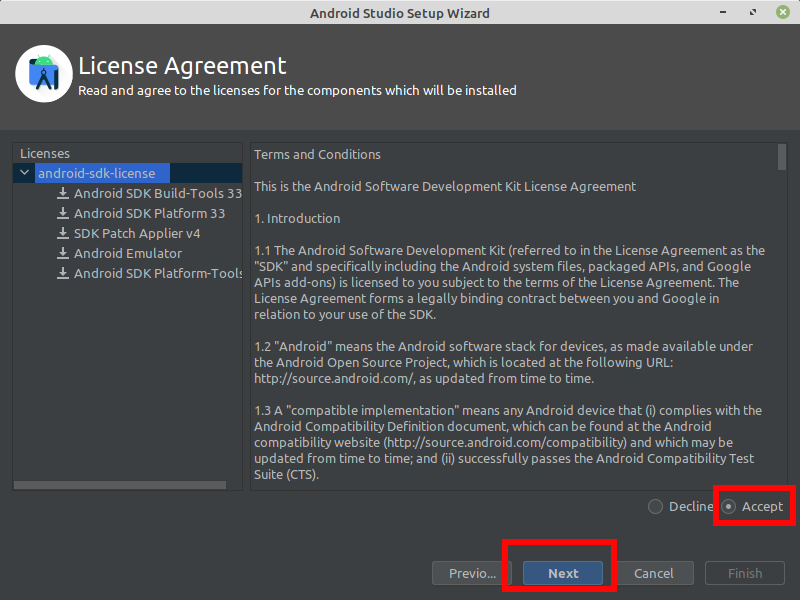 Android Studio Setup Wizard
License Agreement
Read and agree to the licenses for the components which will be installed
Licenses
android-sdk-license
Android SDK Build-Tools 33
Android SDK Platform 33
SDK Patch Applier v4
Android Emulator
Android SDK Platform-Tools
Terms and Conditions
This is the Android Software Development Kit License Agreement
1. Introduction
1.1 The Android Software Development Kit (referred to in the License Agreement as the
"SDK" and specifically including the Android system files, packaged APIs, and Google
APIs add-ons) is licensed to you subject to the terms of the License Agreement. The
License Agreement forms a legally binding contract between you and Google in
relation to your use of the SDK.
1.2 "Android" means the Android software stack for devices, as made available under
the Android Open Source Project, which is located at the following URL:
http://source.android.com/, as updated from time to time.
1.3 A "compatible implementation" means any Android device that (i) complies with the
Android Compatibility Definition document, which can be found at the Android
compatibility website (http://source.android.com/compatibility) and which may be
updated from time to time; and (ii) successfully passes the Android Compatibility Test
Suite (CTS).
Decline Accept
Previo... Next Cancel Finish